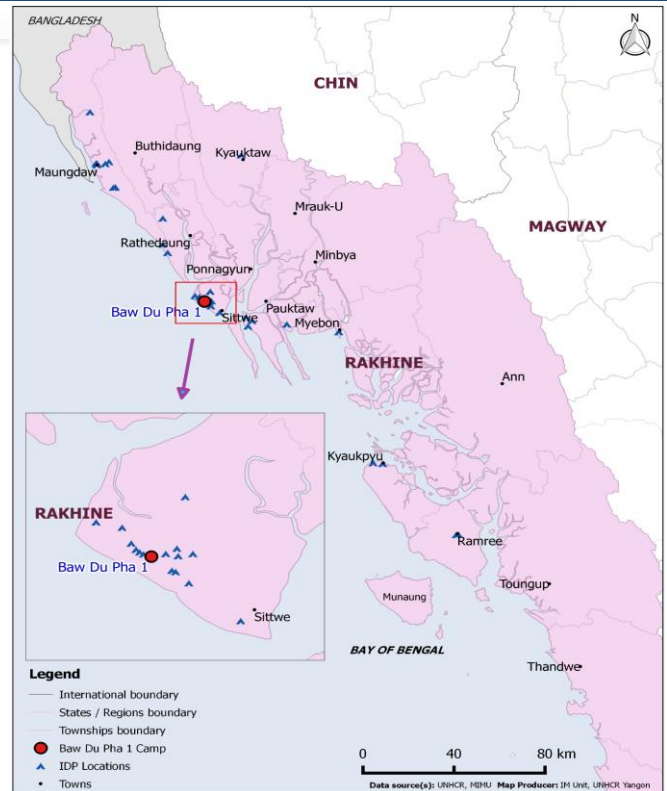 BANGLADESH
N
CHIN
Buthidaung
Kyauktaw
Maungdaw
Mrauk-U
MAGWAY
Rathedaung
Ponnagyun
Minbya
Baw Du Pha 1
Sittwe
Pauktaw
Myebon
RAKHINE
Ann
Kyaukpyu
RAKHINE
Baw Du Pha 1
Sittwe
Ramree
Toungup
Munaung
BAY OF BENGAL
Thandwe
Legend
International boundary
States / Regions boundary
Townships boundary
Baw Du Pha 1 Camp
IDP Locations
Towns
0 40 80 km
Data source(s): UNHCR, MIMU Map Producer: IM Unit, UNHCR Yangon